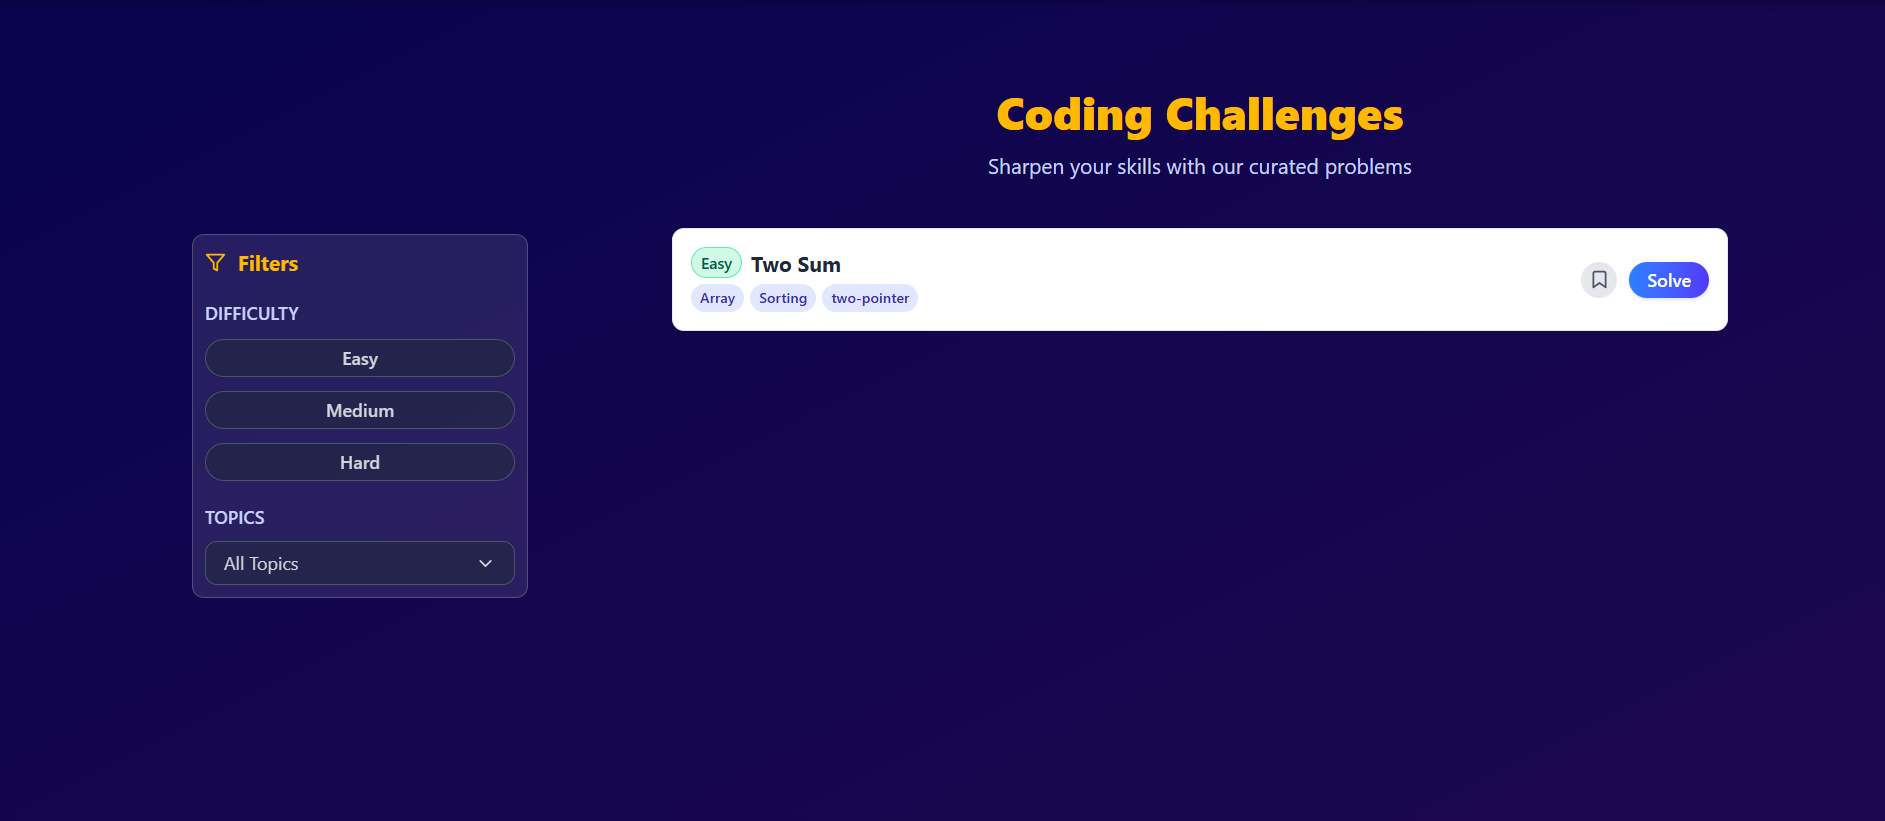 Coding Challenges
Sharpen your skills with our curated problems
Filters
DIFFICULTY
Easy
Medium
Hard
TOPICS
All Topics
Easy Two Sum
Array Sorting two-pointer
Solve